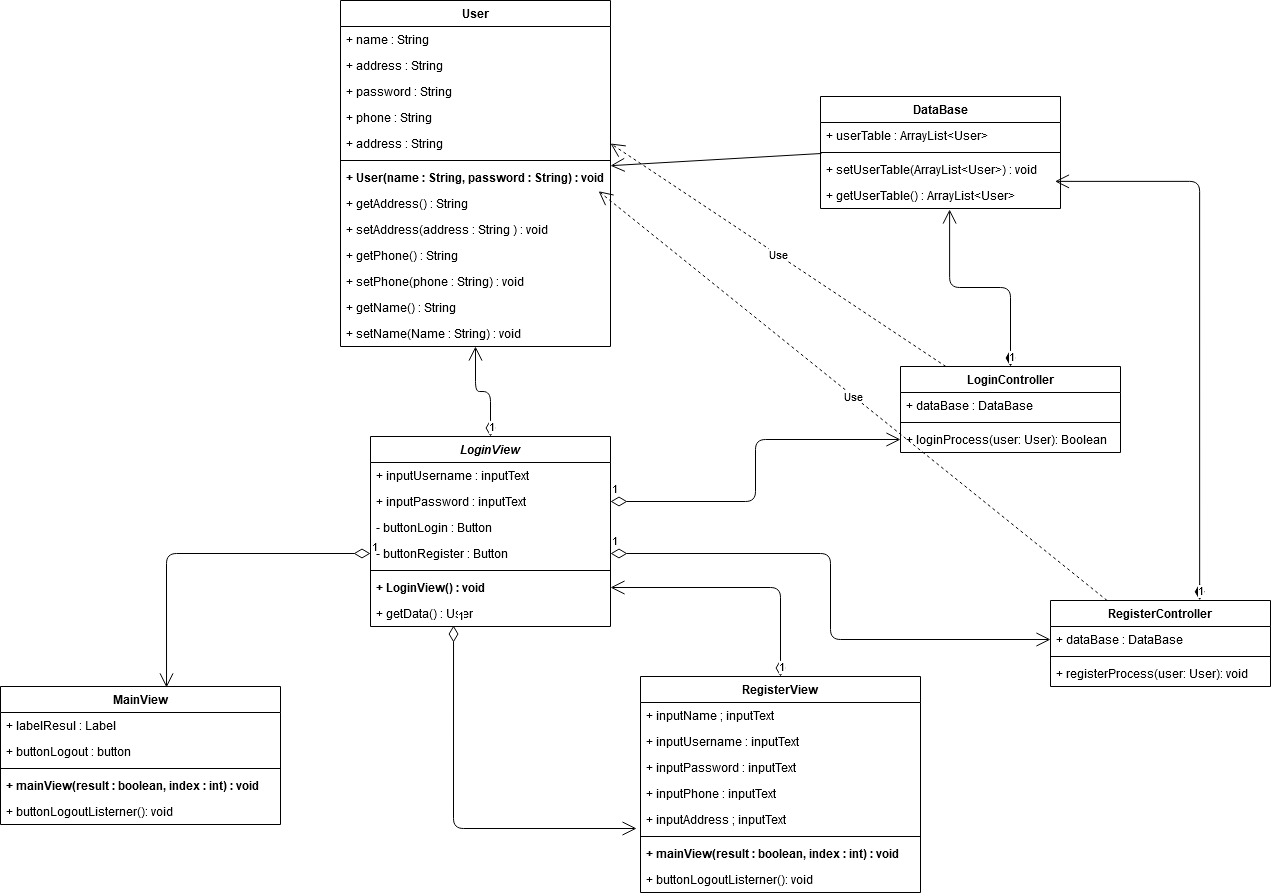 User
+ name : String
+ address : String
+ password : String
+ phone : String
+ address : String
+ User(name : String, password : String) : void
+ getAddress() : String
+ setAddress(address : String ) : void
+ getPhone() : String
+ setPhone(phone : String) : void
+ getName() : String
+ setName(Name : String) : void
DataBase
+ userTable : ArrayList<User>
+ setUserTable(ArrayList<User>) : void
+ getUserTable() : ArrayList<User>
Use
Use
1
LoginController
+ dataBase : DataBase
+ loginProcess(user: User): Boolean
1
LoginView
+ inputUsername : inputText
+ inputPassword : inputText
- buttonLogin : Button
- buttonRegister : Button
+ LoginView() : void
+ getData() : User
1
1
1
1
1
RegisterController
+ dataBase : DataBase
+ registerProcess(user: User): void
MainView
+ labelResul : Label
+ buttonLogout : button
+ mainView(result : boolean, index : int) : void
+ buttonLogoutListerner(): void
1
RegisterView
+ inputName ; inputText
+ inputUsername : inputText
+ inputPassword : inputText
+ inputPhone : inputText
+ inputAddress ; inputText
+ mainView(result : boolean, index : int) : void
+ buttonLogoutListerner(): void